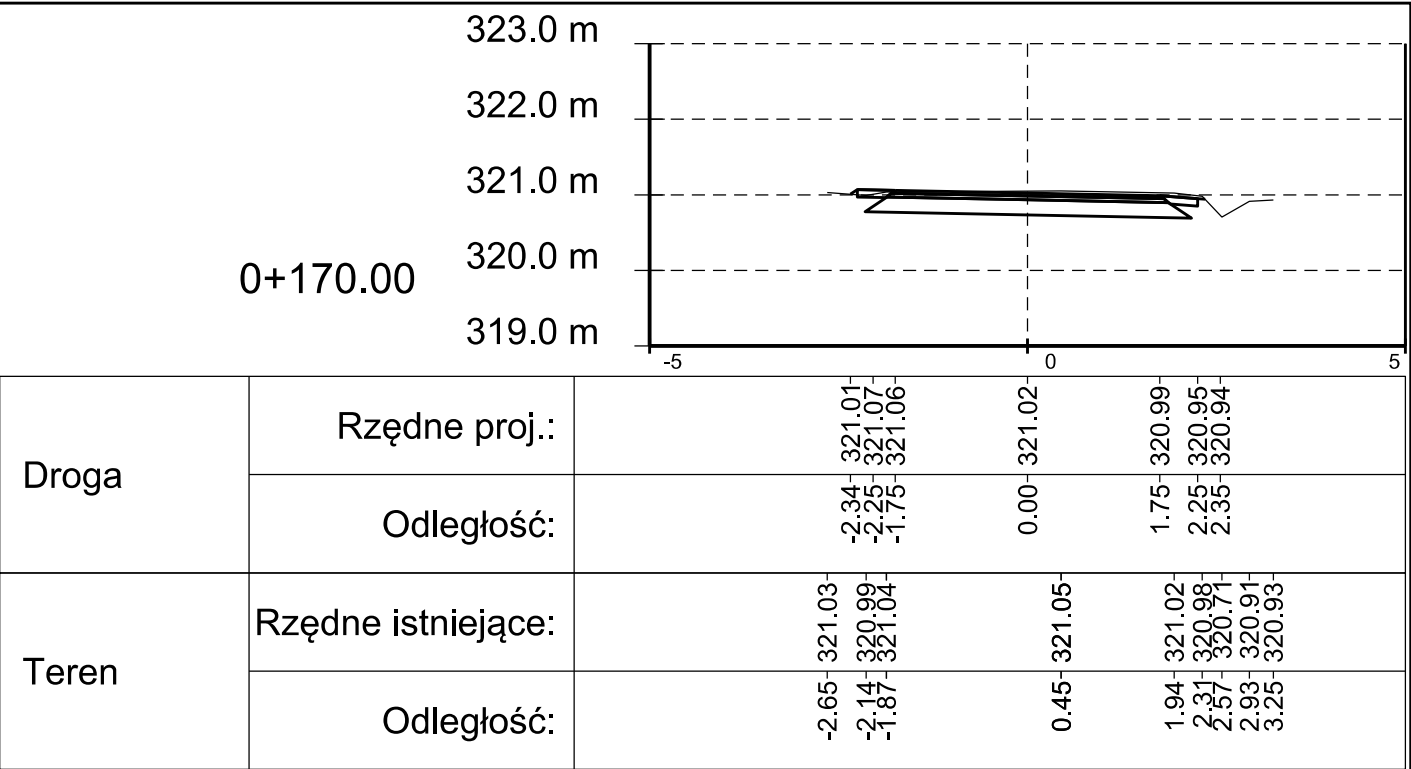 323.0 m
322.0 m
321.0 m
320.0 m
0+170.00
319.0 m
-5 0 5
Droga
Rzędne proj.: 321.01 321.07 321.06 321.02 320.99 320.95 320.94
Odległość: -2.34 -2.25 -1.75 0.00 1.75 2.25 2.35
Teren
Rzędne istniejące: 321.03 320.99 321.04 321.05 321.02 320.98 320.71 320.91 320.93
Odległość: -2.65 -2.14 -1.87 0.45 1.94 2.31 2.57 2.93 3.25